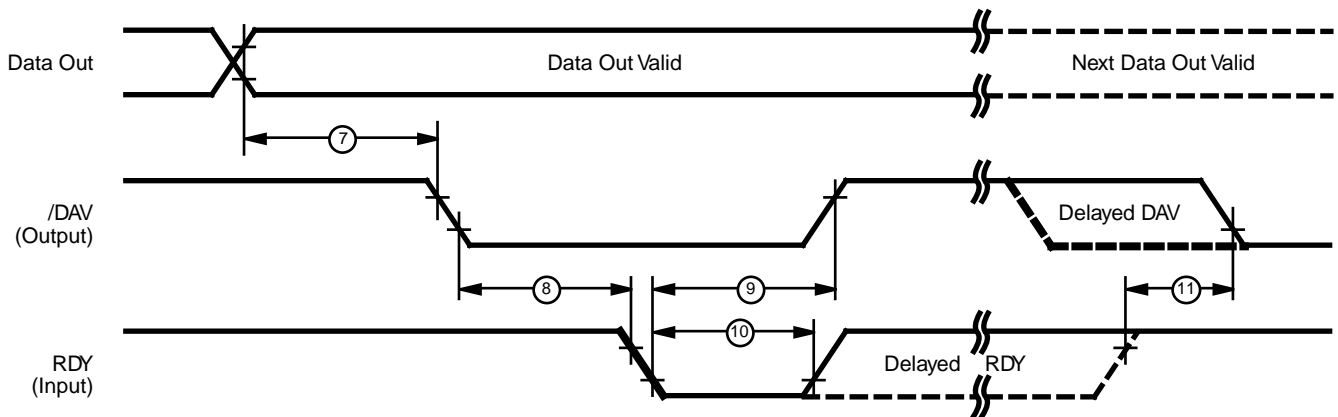 Data Out
Data Out Valid
Next Data Out Valid
7
/DAV
(Output)
Delayed DAV
8
9
11
10
RDY
(Input)
Delayed RDY